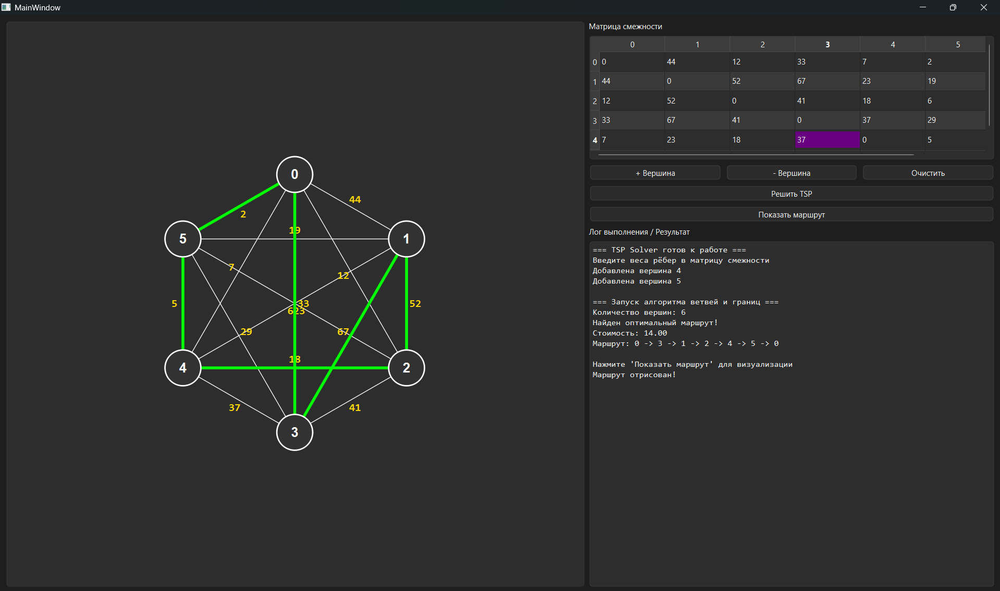 MainWindow
Матрица смежности
0 1 2 3 4 5
0 0 44 12 33 7 2
1 44 0 52 67 23 19
2 12 52 0 41 18 6
3 33 67 41 0 37 29
4 7 23 18 37 0 5
+ Вершина - Вершина Очистить
Решить TSP
Показать маршрут
Лог выполнения / Результат
=== TSP Solver готов к работе ===
Введите веса рёбер в матрицу смежности
Добавлена вершина 4
Добавлена вершина 5
=== Запуск алгоритма ветвей и границ ===
Количество вершин: 6
Найден оптимальный маршрут!
Стоимость: 14.00
Маршрут: 0 -> 3 -> 1 -> 2 -> 4 -> 5 -> 0
Нажмите 'Показать маршрут' для визуализации
Маршрут отрисован!
0
44
2
19
5
1
7
12
5
33
52
6
23
29
67
18
4
2
37
41
3